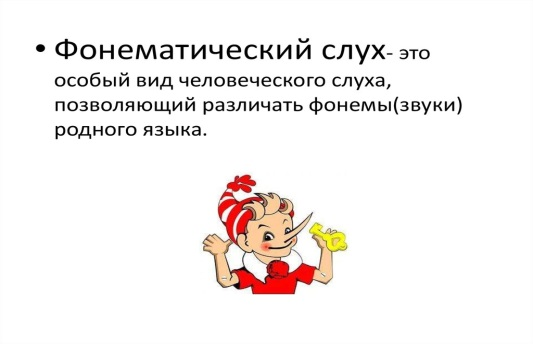 • Фонематический слух- это
особый вид человеческого слуха,
позволяющий различать фонемы(звуки)
родного языка.